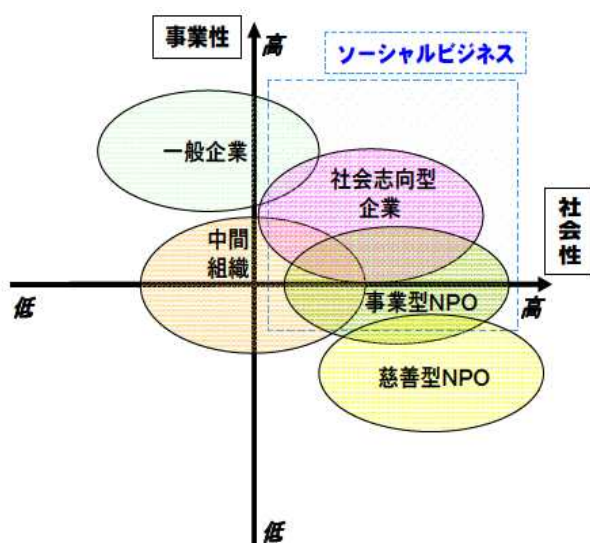 事業性
高
ソーシャルビジネス
一般企業
社会志向型
企業
社会性
中間
組織
低
事業型NPO
高
慈善型NPO
低